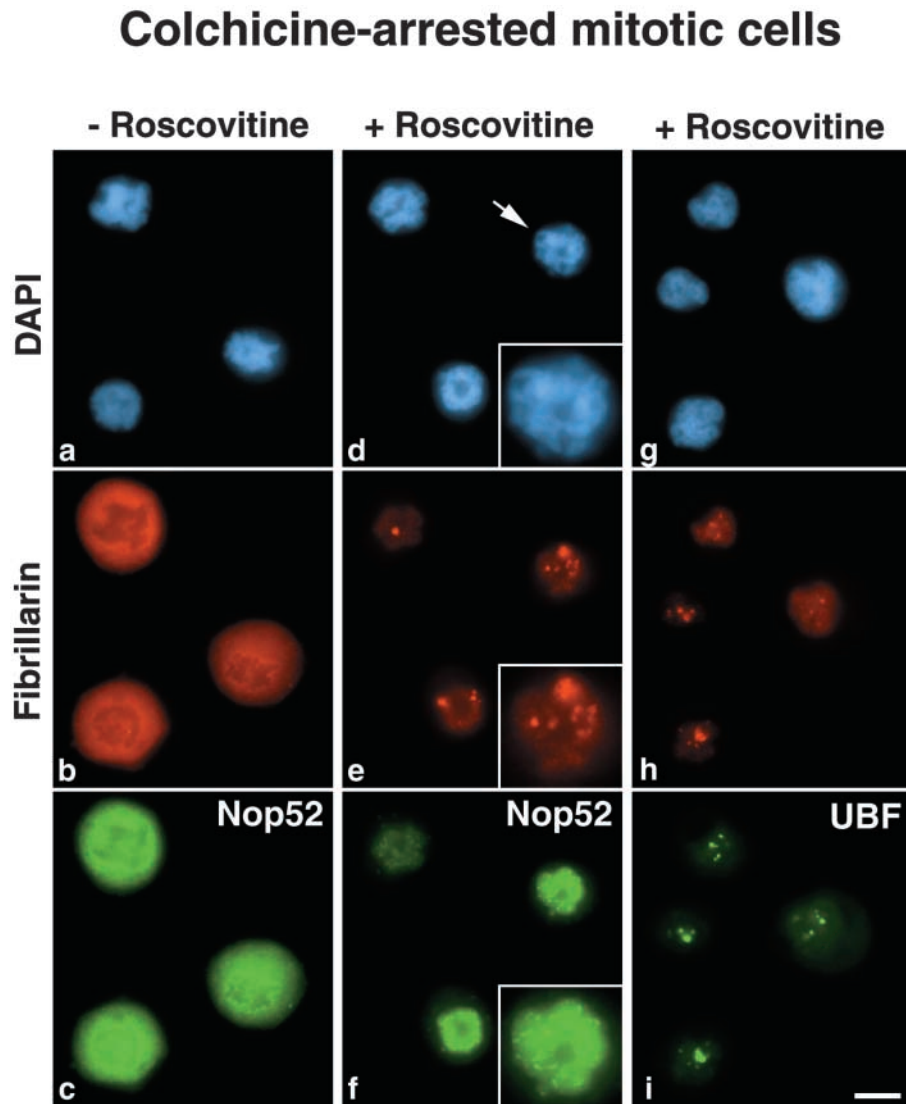 Colchicine-arrested mitotic cells
- Roscovitine + Roscovitine + Roscovitine
DAPI
a d g
Fibrillarin
b e h
Nop52 Nop52 UBF
c f i